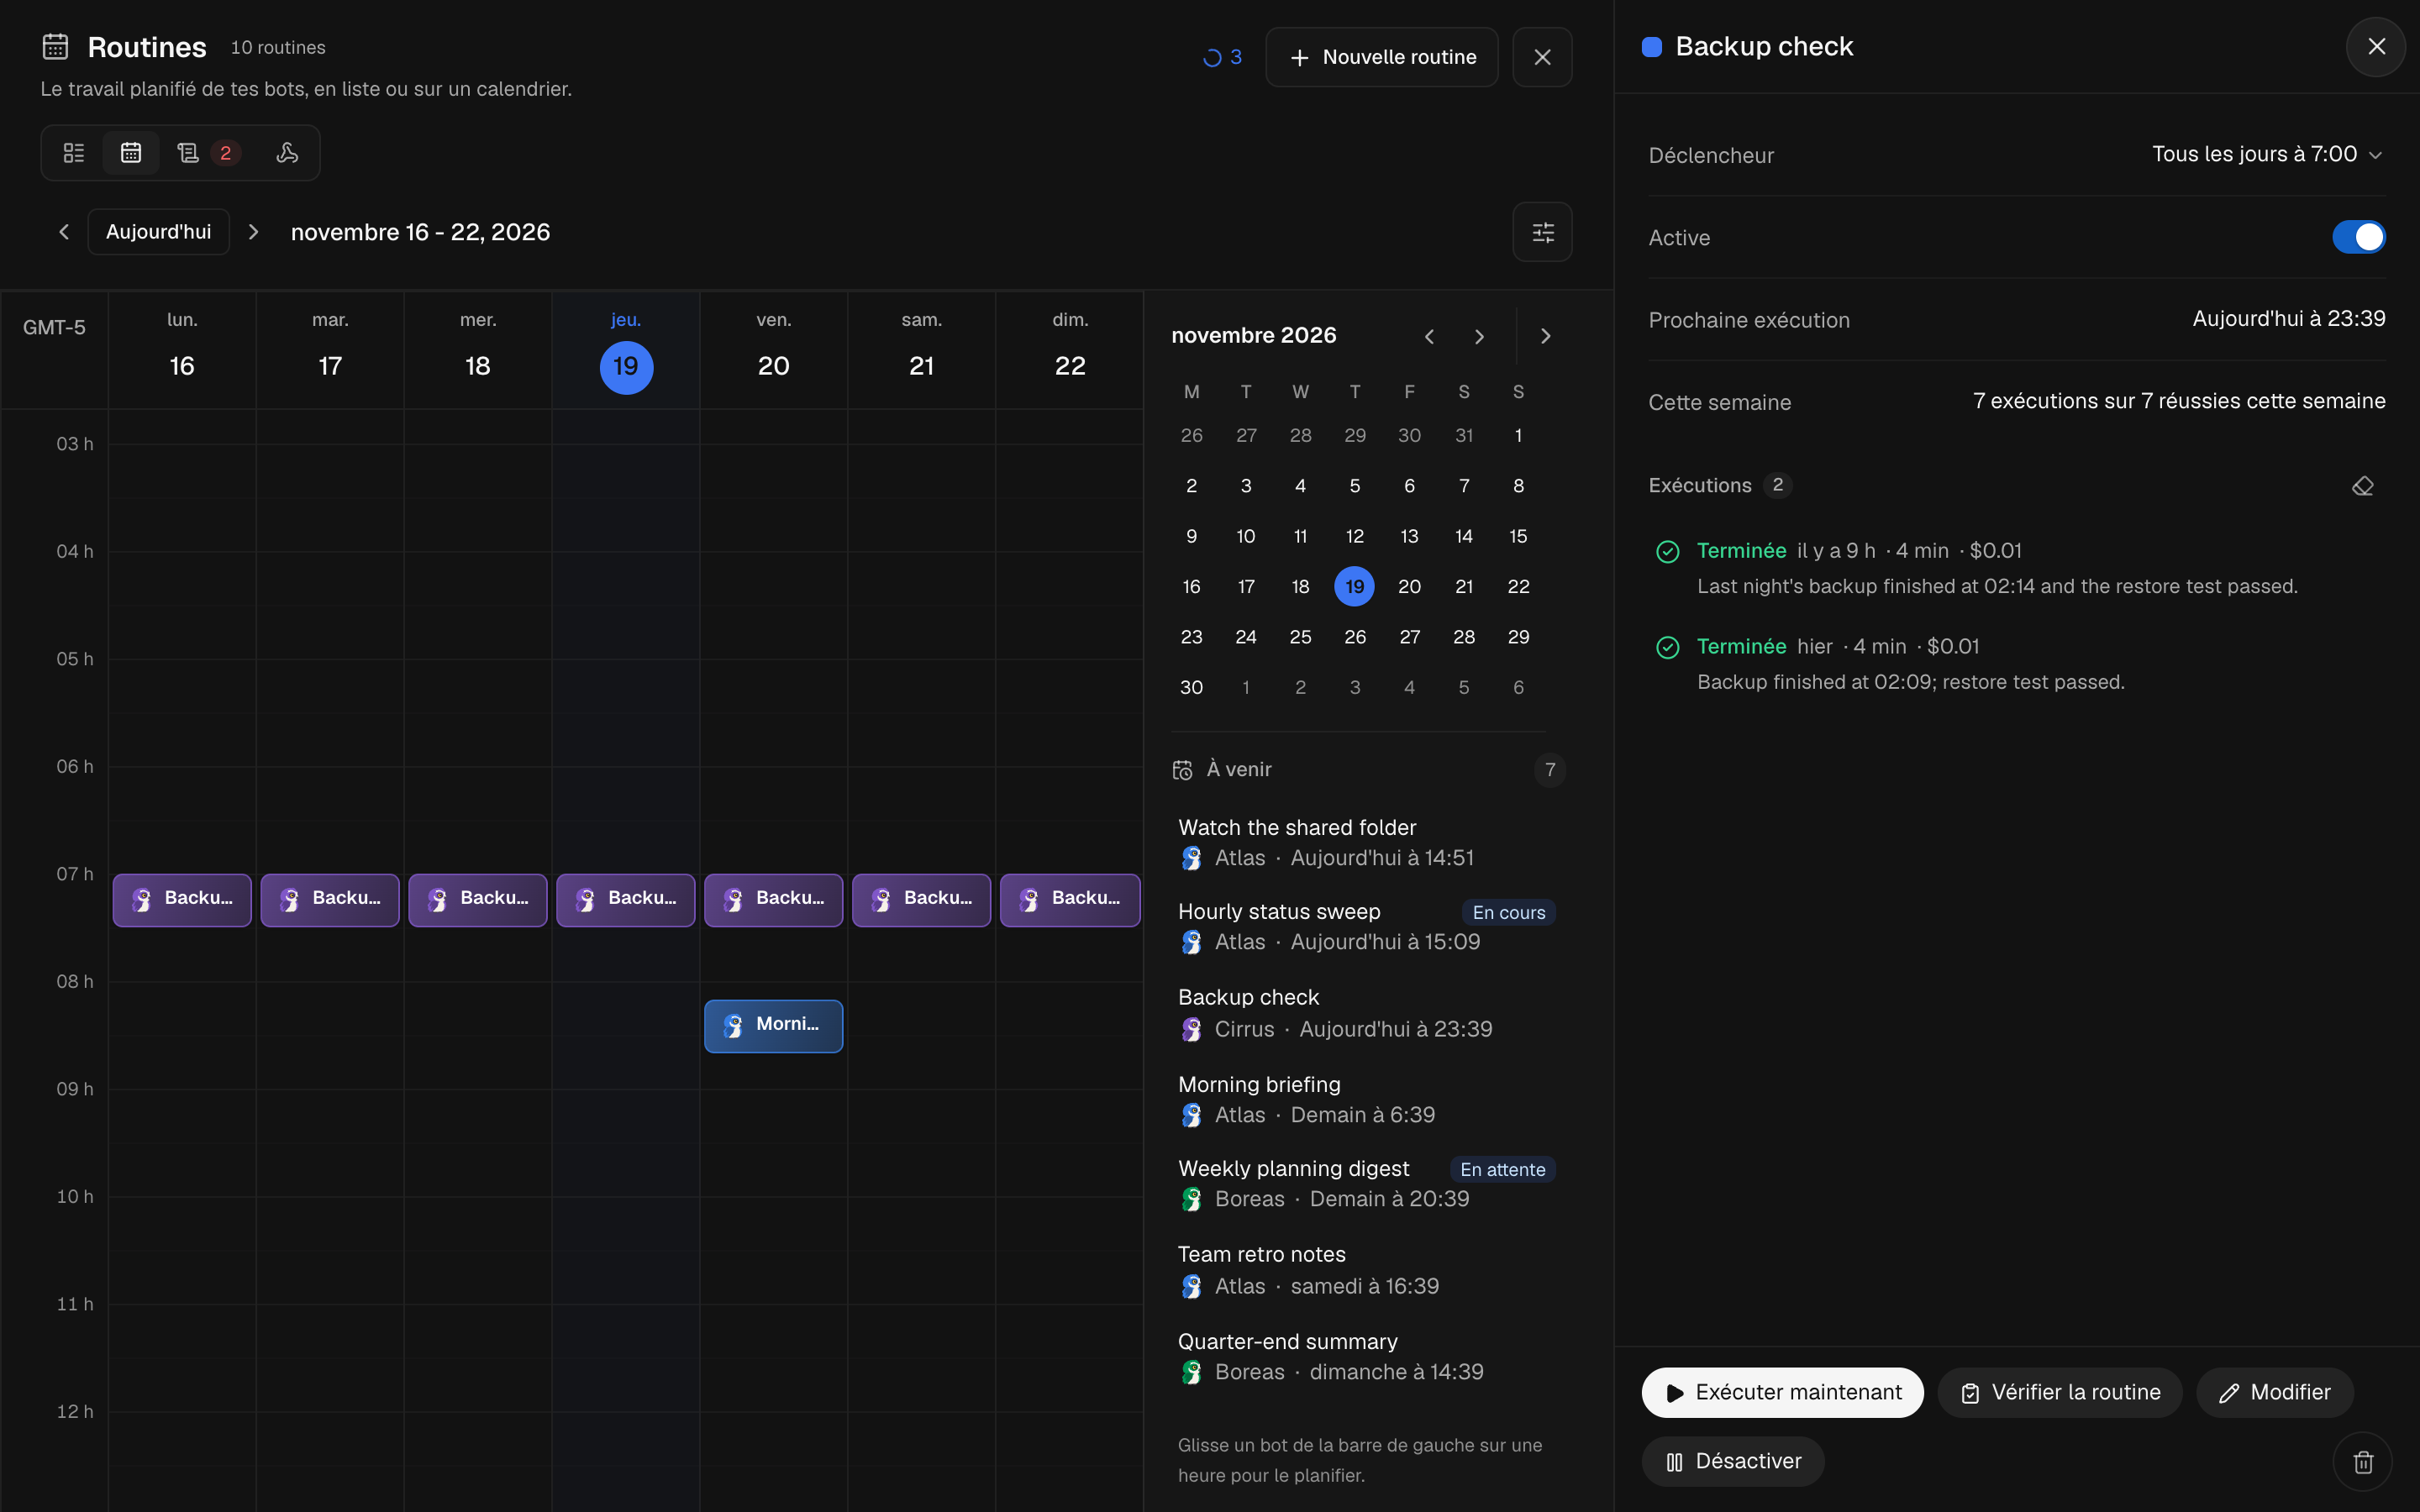 Routines 10 routines
Le travail planifié de tes bots, en liste ou sur un calendrier.
3
Nouvelle routine
2
Aujourd'hui
novembre 16 - 22, 2026
GMT-5
lun. mar. mer. jeu. ven. sam. dim.
16 17 18 19 20 21 22
03 h
04 h
05 h
06 h
07 h
Backu... Backu... Backu... Backu... Backu... Backu... Backu...
08 h
Morni...
09 h
10 h
11 h
12 h
novembre 2026
M T W T F S S
26 27 28 29 30 31 1
2 3 4 5 6 7 8
9 10 11 12 13 14 15
16 17 18 19 20 21 22
23 24 25 26 27 28 29
30 1 2 3 4 5 6
À venir 7
Watch the shared folder
Atlas · Aujourd'hui à 14:51
Hourly status sweep En cours
Atlas · Aujourd'hui à 15:09
Backup check
Cirrus · Aujourd'hui à 23:39
Morning briefing
Atlas · Demain à 6:39
Weekly planning digest En attente
Boreas · Demain à 20:39
Team retro notes
Atlas · samedi à 16:39
Quarter-end summary
Boreas · dimanche à 14:39
Glisse un bot de la barre de gauche sur une
heure pour le planifier.
Backup check
Déclencheur Tous les jours à 7:00
Active
Prochaine exécution Aujourd'hui à 23:39
Cette semaine 7 exécutions sur 7 réussies cette semaine
Exécutions 2
Terminée il y a 9 h · 4 min · $0.01
Last night's backup finished at 02:14 and the restore test passed.
Terminée hier · 4 min · $0.01
Backup finished at 02:09; restore test passed.
Exécuter maintenant Vérifier la routine Modifier
Désactiver